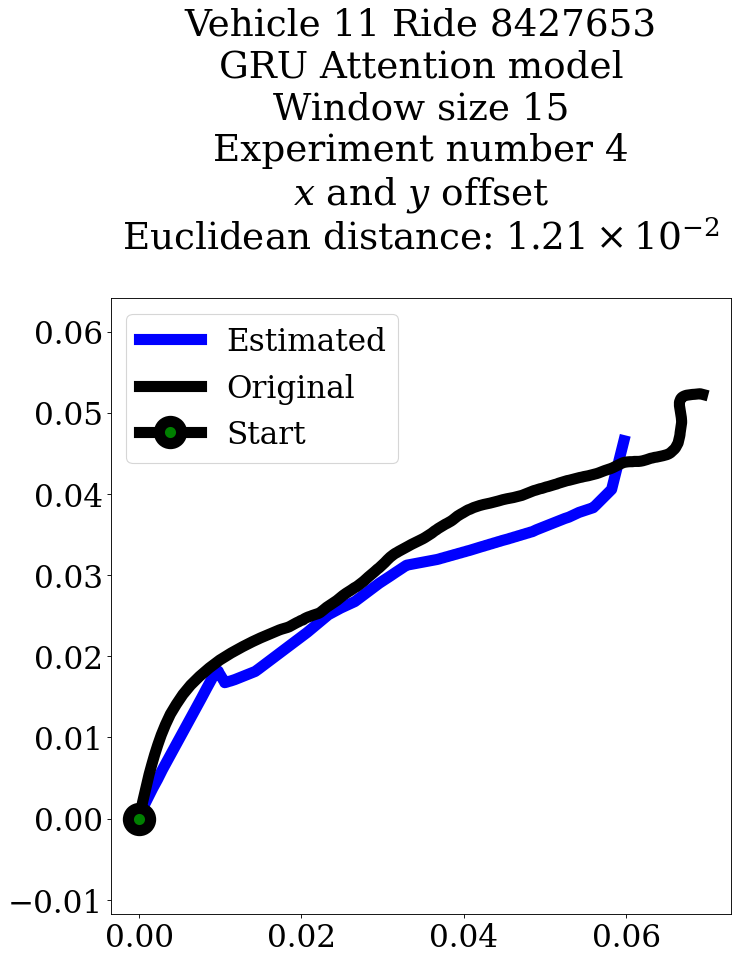 Vehicle 11 Ride 8427653
GRU Attention model
Window size 15
Experiment number 4
x and y offset
Euclidean distance: 1.21 × 10⁻²
Estimated
Original
Start
0.06
0.05
0.04
0.03
0.02
0.01
0.00
−0.01
0.00 0.02 0.04 0.06